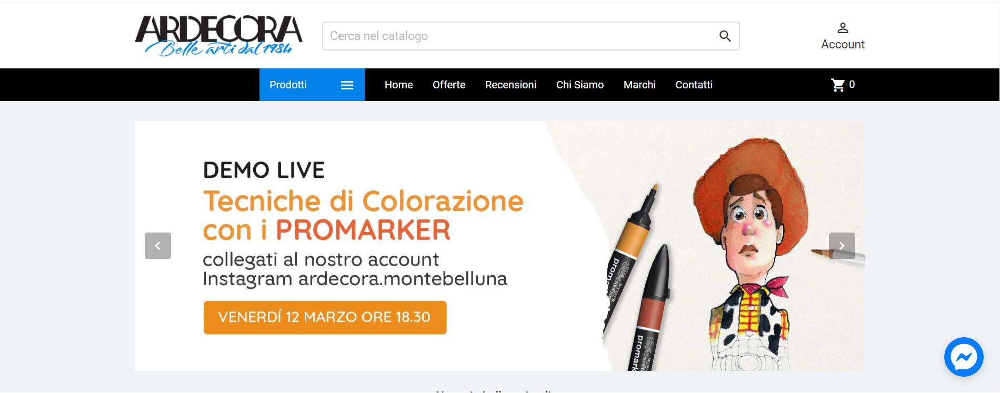 ARDECORA
Belle arti dal 1984
Cerca nel catalogo
Account
Prodotti
Home
Offerte
Recensioni
Chi Siamo
Marchi
Contatti
0
DEMO LIVE
Tecniche di Colorazione
con i PROMARKER
collegati al nostro account
Instagram ardecora.montebelluna
VENERDÍ 12 MARZO ORE 18.30
WINSOR
promark